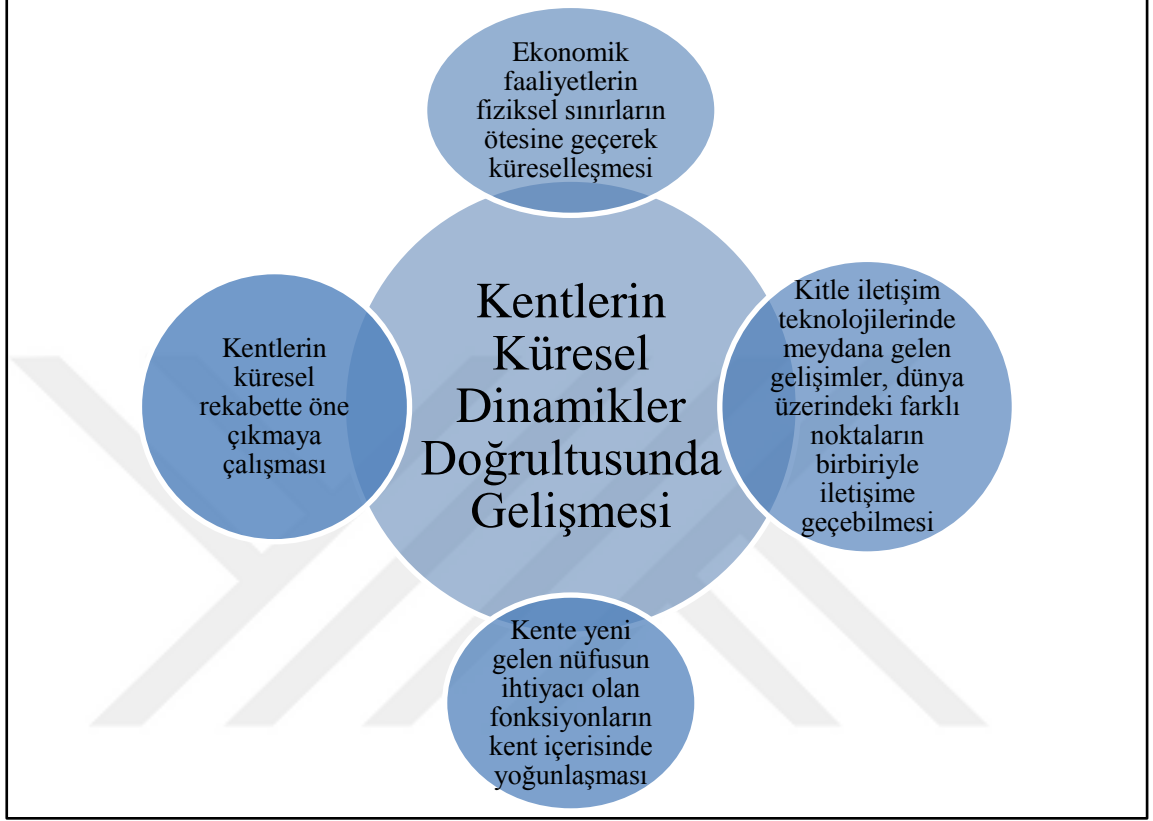 Ekonomik
faaliyetlerin
fiziksel sınırların
ötesine geçerek
küreselleşmesi
Kentlerin
Küresel
Dinamikler
Doğrultusunda
Gelişmesi
Kitle iletişim
teknolojilerinde
meydana gelen
gelişimler, dünya
üzerindeki farklı
noktaların
birbiriyle
iletişime
geçebilmesi
Kente yeni
gelen nüfusun
ihtiyacı olan
fonksiyonların
kent içerisinde
yoğunlaşması
Kentlerin
küresel
rekabette öne
çıkmaya
çalışması